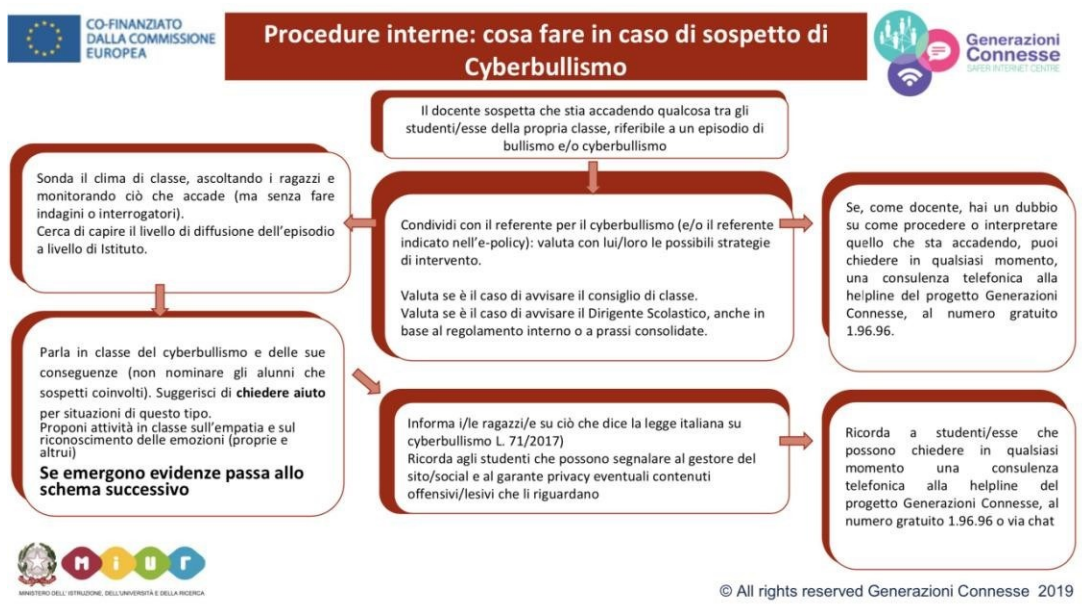 CO-FINANZIATO
DALLA COMMISSIONE
EUROPEA
Procedure interne: cosa fare in caso di sospetto di
Cyberbullismo
Generazioni
Connesse
SAFER INTERNET CENTRE
Il docente sospetta che stia accadendo qualcosa tra gli
studenti/esse della propria classe, riferibile a un episodio di
bullismo e/o cyberbullismo
Sonda il clima di classe, ascoltando i ragazzi e
monitorando ciò che accade (ma senza fare
indagini o interrogatori).
Cerca di capire il livello di diffusione dell'episodio
a livello di Istituto.
Condividi con il referente per il cyberbullismo (e/o il referente
indicato nell'e-policy): valuta con lui/loro le possibili strategie
di intervento.
Valuta se è il caso di avvisare il consiglio di classe.
Valuta se è il caso di avvisare il Dirigente Scolastico, anche in
base al regolamento interno o a prassi consolidate.
Se, come docente, hai un dubbio
su come procedere o interpretare
quello che sta accadendo, puoi
chiedere in qualsiasi momento,
una consulenza telefonica alla
helpline del progetto Generazioni
Connesse, al numero gratuito
1.96.96.
Parla in classe del cyberbullismo e delle sue
conseguenze (non nominare gli alunni che
sospetti coinvolti). Suggerisci di chiedere aiuto
per situazioni di questo tipo.
Proponi attività in classe sull'empatia e sul
riconoscimento delle emozioni (proprie e
altrui)
Se emergono evidenze passa allo
schema successivo
Informa i/le ragazzi/e su ciò che dice la legge italiana su
cyberbullismo L. 71/2017)
Ricorda agli studenti che possono segnalare al gestore del
sito/social e al garante privacy eventuali contenuti
offensivi/lesivi che li riguardano
Ricorda a studenti/esse che
possono chiedere in qualsiasi
momento una consulenza
telefonica alla helpline del
progetto Generazioni Connesse, al
numero gratuito 1.96.96 o via chat
miur
MINISTERO DELL'ISTRUZIONE, DELL'UNIVERSITÀ E DELLA RICERCA
© All rights reserved Generazioni Connesse 2019